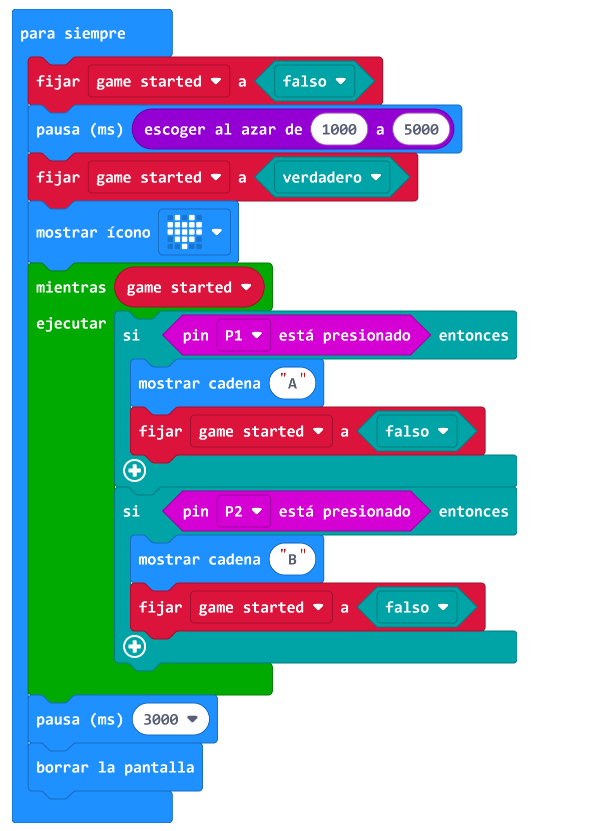 para siempre
fijar game started a falso
pausa (ms) escoger al azar de 1000 a 5000
fijar game started a verdadero
mostrar ícono
mientras game started
ejecutar
si pin P1 está presionado entonces
mostrar cadena "A"
fijar game started a falso
si pin P2 está presionado entonces
mostrar cadena "B"
fijar game started a falso
pausa (ms) 3000
borrar la pantalla